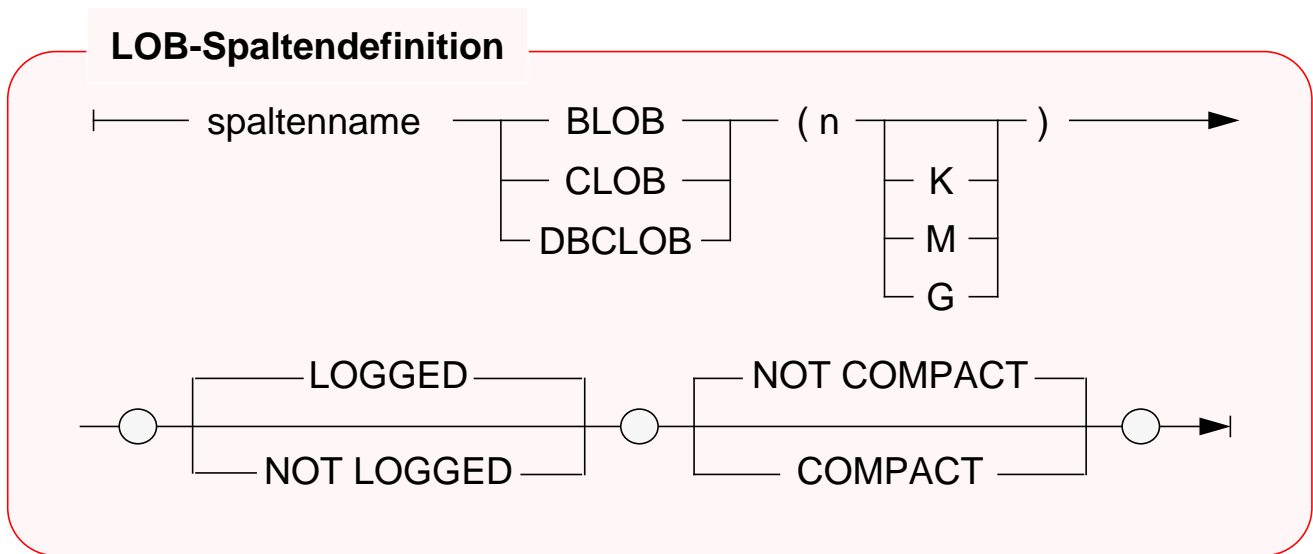 LOB-Spaltendefinition
spaltenname BLOB ( n )
CLOB K
DBCLOB M
G
LOGGED NOT COMPACT
NOT LOGGED COMPACT